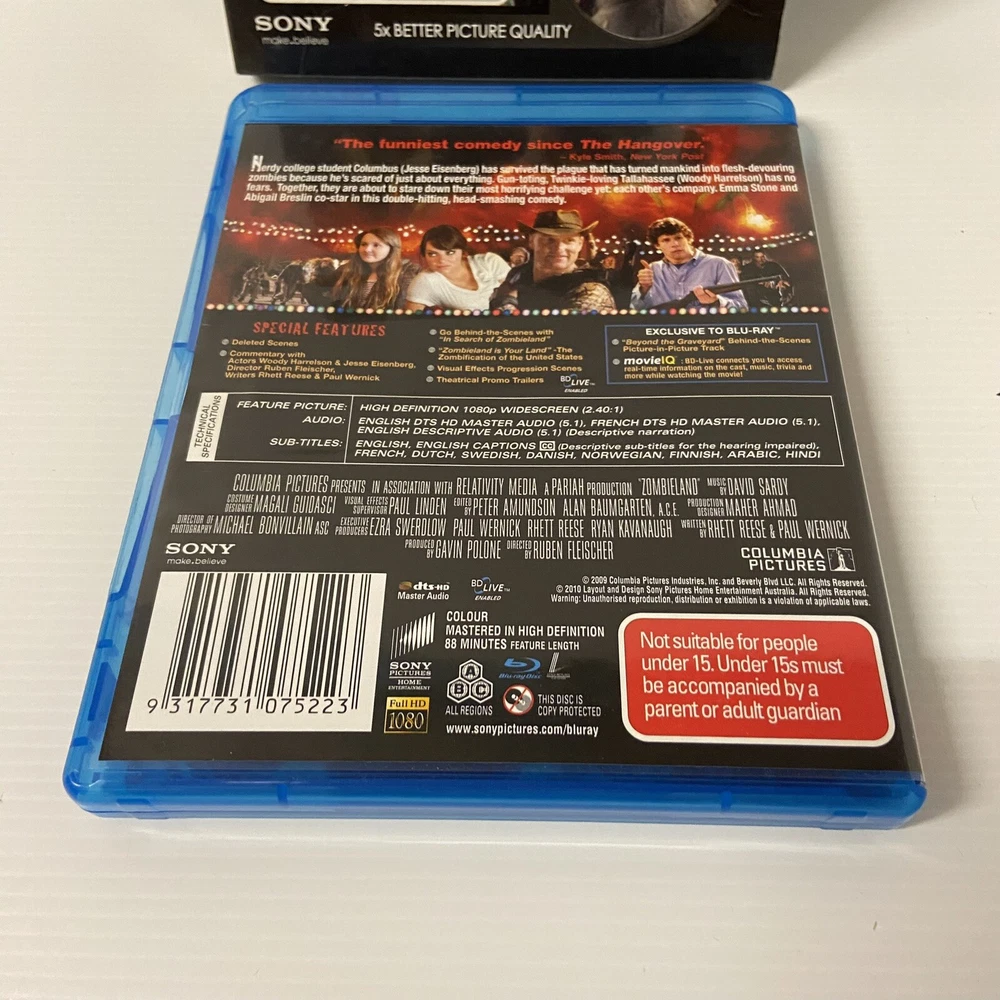 SONY
make.believe
5x BETTER PICTURE QUALITY
"The funniest comedy since The Hangover."
- Kyle Smith, New York Post
Nerdy college student Columbus (Jesse Eisenberg) has survived the plague that has turned mankind into flesh-devouring
zombies because he's scared of just about everything. Gun-toting, Twinkie-loving Tallahassee (Woody Harrelson) has no
fears. Together, they are about to stare down their most horrifying challenge yet: each other's company. Emma Stone and
Abigail Breslin co-star in this double-hitting, head-smashing comedy.
SPECIAL FEATURES
Deleted Scenes
Commentary with
Actors Woody Harrelson & Jesse Eisenberg,
Director Ruben Fleischer,
Writers Rhett Reese & Paul Wernick
Go Behind-the-Scenes with
"In Search of Zombieland"
"Zombieland is Your Land" -The
Zombification of the United States
Visual Effects Progression Scenes
Theatrical Promo Trailers
BD LIVE™
ENABLED
EXCLUSIVE TO BLU-RAY™
"Beyond the Graveyard" Behind-the-Scenes
Picture-in-Picture Track
movieIQ : BD-Live connects you to access
real-time information on the cast, music, trivia and
more while watching the movie!
TECHNICAL
SPECIFICATIONS
FEATURE PICTURE: HIGH DEFINITION 1080p WIDESCREEN (2.40:1)
AUDIO: ENGLISH DTS HD MASTER AUDIO (5.1), FRENCH DTS HD MASTER AUDIO (5.1),
ENGLISH DESCRIPTIVE AUDIO (5.1) (Descriptive narration)
SUB-TITLES: ENGLISH, ENGLISH CAPTIONS CC (Descriptive sub-titles for the hearing impaired),
FRENCH, DUTCH, SWEDISH, DANISH, NORWEGIAN, FINNISH, ARABIC, HINDI
COLUMBIA PICTURES PRESENTS IN ASSOCIATION WITH RELATIVITY MEDIA A PARIAH PRODUCTION "ZOMBIELAND" MUSIC BY DAVID SARDY
COSTUME DESIGNER MAGALI GUIDASCI VISUAL EFFECTS SUPERVISOR PAUL LINDEN EDITED BY PETER AMUNDSON ALAN BAUMGARTEN, A.C.E. PRODUCTION DESIGNER MAHER AHMAD
DIRECTOR OF PHOTOGRAPHY MICHAEL BONVILLAIN ASC EXECUTIVE PRODUCERS EZRA SWERDLOW PAUL WERNICK RHETT REESE RYAN KAVANAUGH WRITTEN BY RHETT REESE & PAUL WERNICK
PRODUCED BY GAVIN POLONE DIRECTED BY RUBEN FLEISCHER
SONY
make.believe
COLUMBIA
PICTURES
dts-HD
Master Audio
BD LIVE™
ENABLED
© 2009 Columbia Pictures Industries, Inc. and Beverly Blvd LLC. All Rights Reserved.
© 2010 Layout and Design Sony Pictures Home Entertainment Australia. All Rights Reserved.
Warning: Unauthorised reproduction, distribution or exhibition is a violation of applicable laws.
9 317731 075223
SONY
PICTURES
HOME
ENTERTAINMENT
Full HD
1080
COLOUR
MASTERED IN HIGH DEFINITION
88 MINUTES FEATURE LENGTH
A
B C
ALL REGIONS
Blu-ray Disc
THIS DISC IS
COPY PROTECTED
www.sonypictures.com/bluray
Not suitable for people
under 15. Under 15s must
be accompanied by a
parent or adult guardian